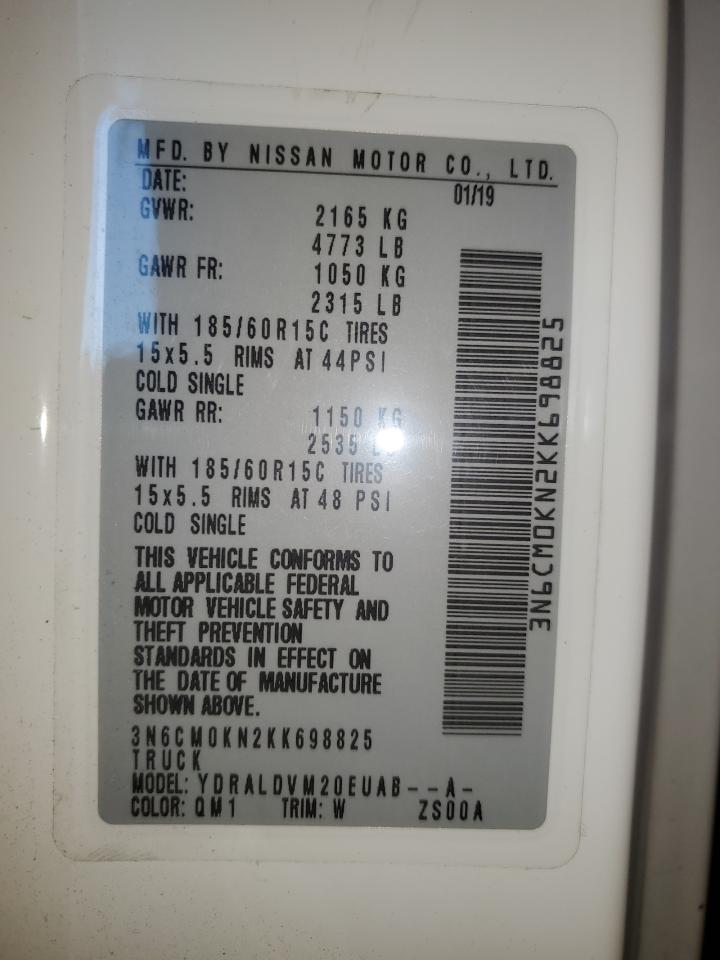 MFD. BY NISSAN MOTOR CO., LTD.
DATE: 01/19
GVWR: 2165 KG
4773 LB
GAWR FR: 1050 KG
2315 LB
WITH 185/60R15C TIRES
15x5.5 RIMS AT 44PSI
COLD SINGLE
GAWR RR: 1150 KG
2535 LB
WITH 185/60R15C TIRES
15x5.5 RIMS AT 48 PSI
COLD SINGLE
THIS VEHICLE CONFORMS TO
ALL APPLICABLE FEDERAL
MOTOR VEHICLE SAFETY AND
THEFT PREVENTION
STANDARDS IN EFFECT ON
THE DATE OF MANUFACTURE
SHOWN ABOVE.
3N6CM0KN2KK698825
TRUCK
MODEL: YDRALDVM20EUAB--A-
COLOR: QM1 TRIM: W ZS00A
3N6CM0KN2KK698825